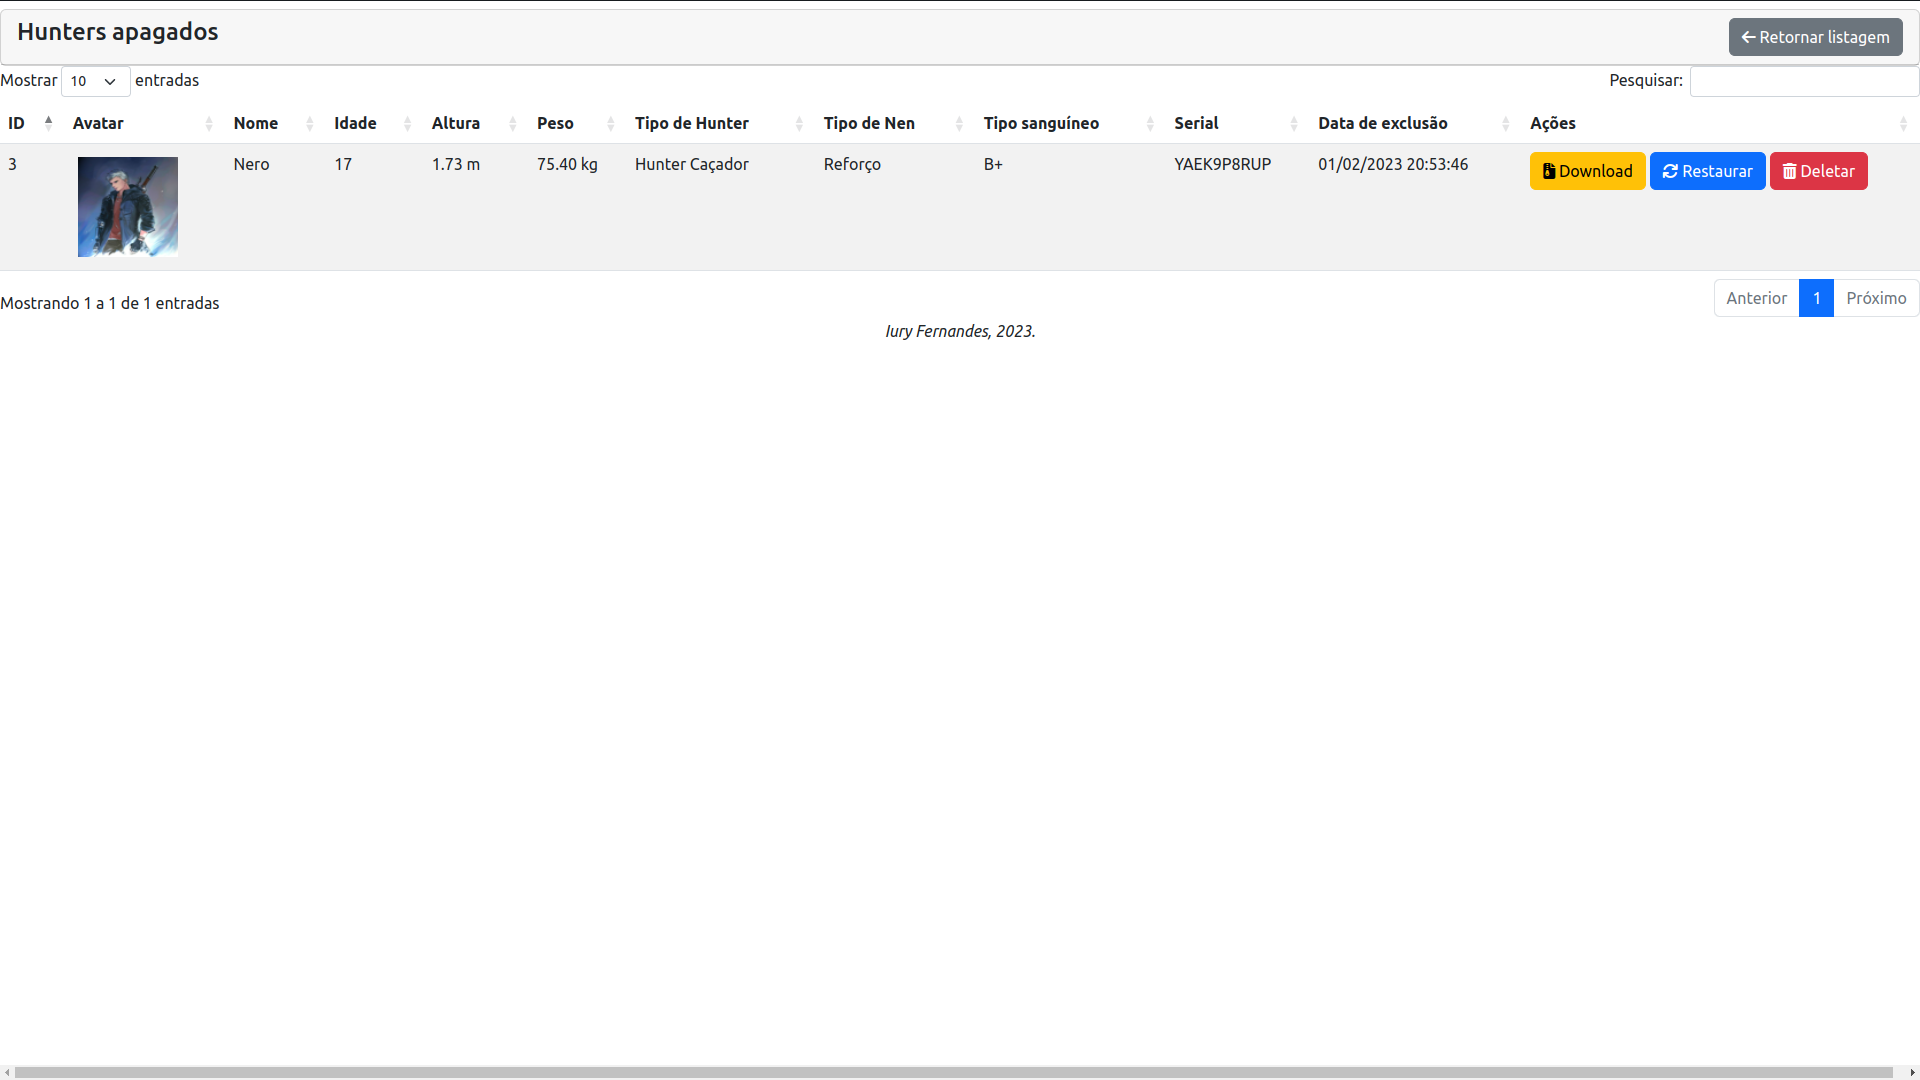 Hunters apagados
Retornar listagem
Mostrar 10 entradas
Pesquisar:
ID Avatar Nome Idade Altura Peso Tipo de Hunter Tipo de Nen Tipo sanguíneo Serial Data de exclusão Ações
3 Nero 17 1.73 m 75.40 kg Hunter Caçador Reforço B+ YAEK9P8RUP 01/02/2023 20:53:46 Download Restaurar Deletar
Mostrando 1 a 1 de 1 entradas
Anterior 1 Próximo
Iury Fernandes, 2023.